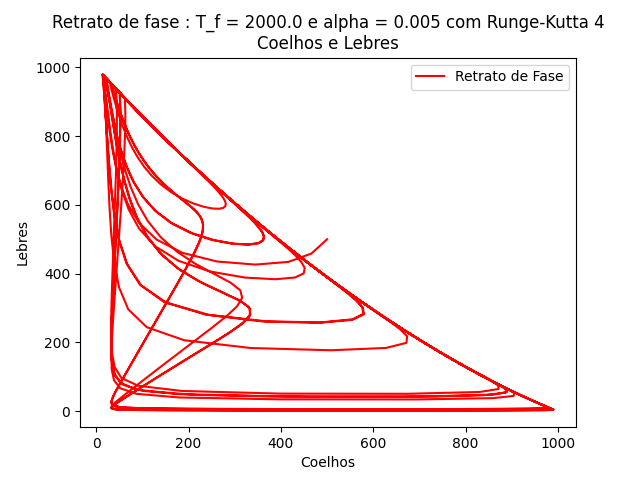 Retrato de fase : T_f = 2000.0 e alpha = 0.005 com Runge-Kutta 4
Coelhos e Lebres
1000
Retrato de Fase
800
600
Lebres
400
200
0
0 200 400 600 800 1000
Coelhos